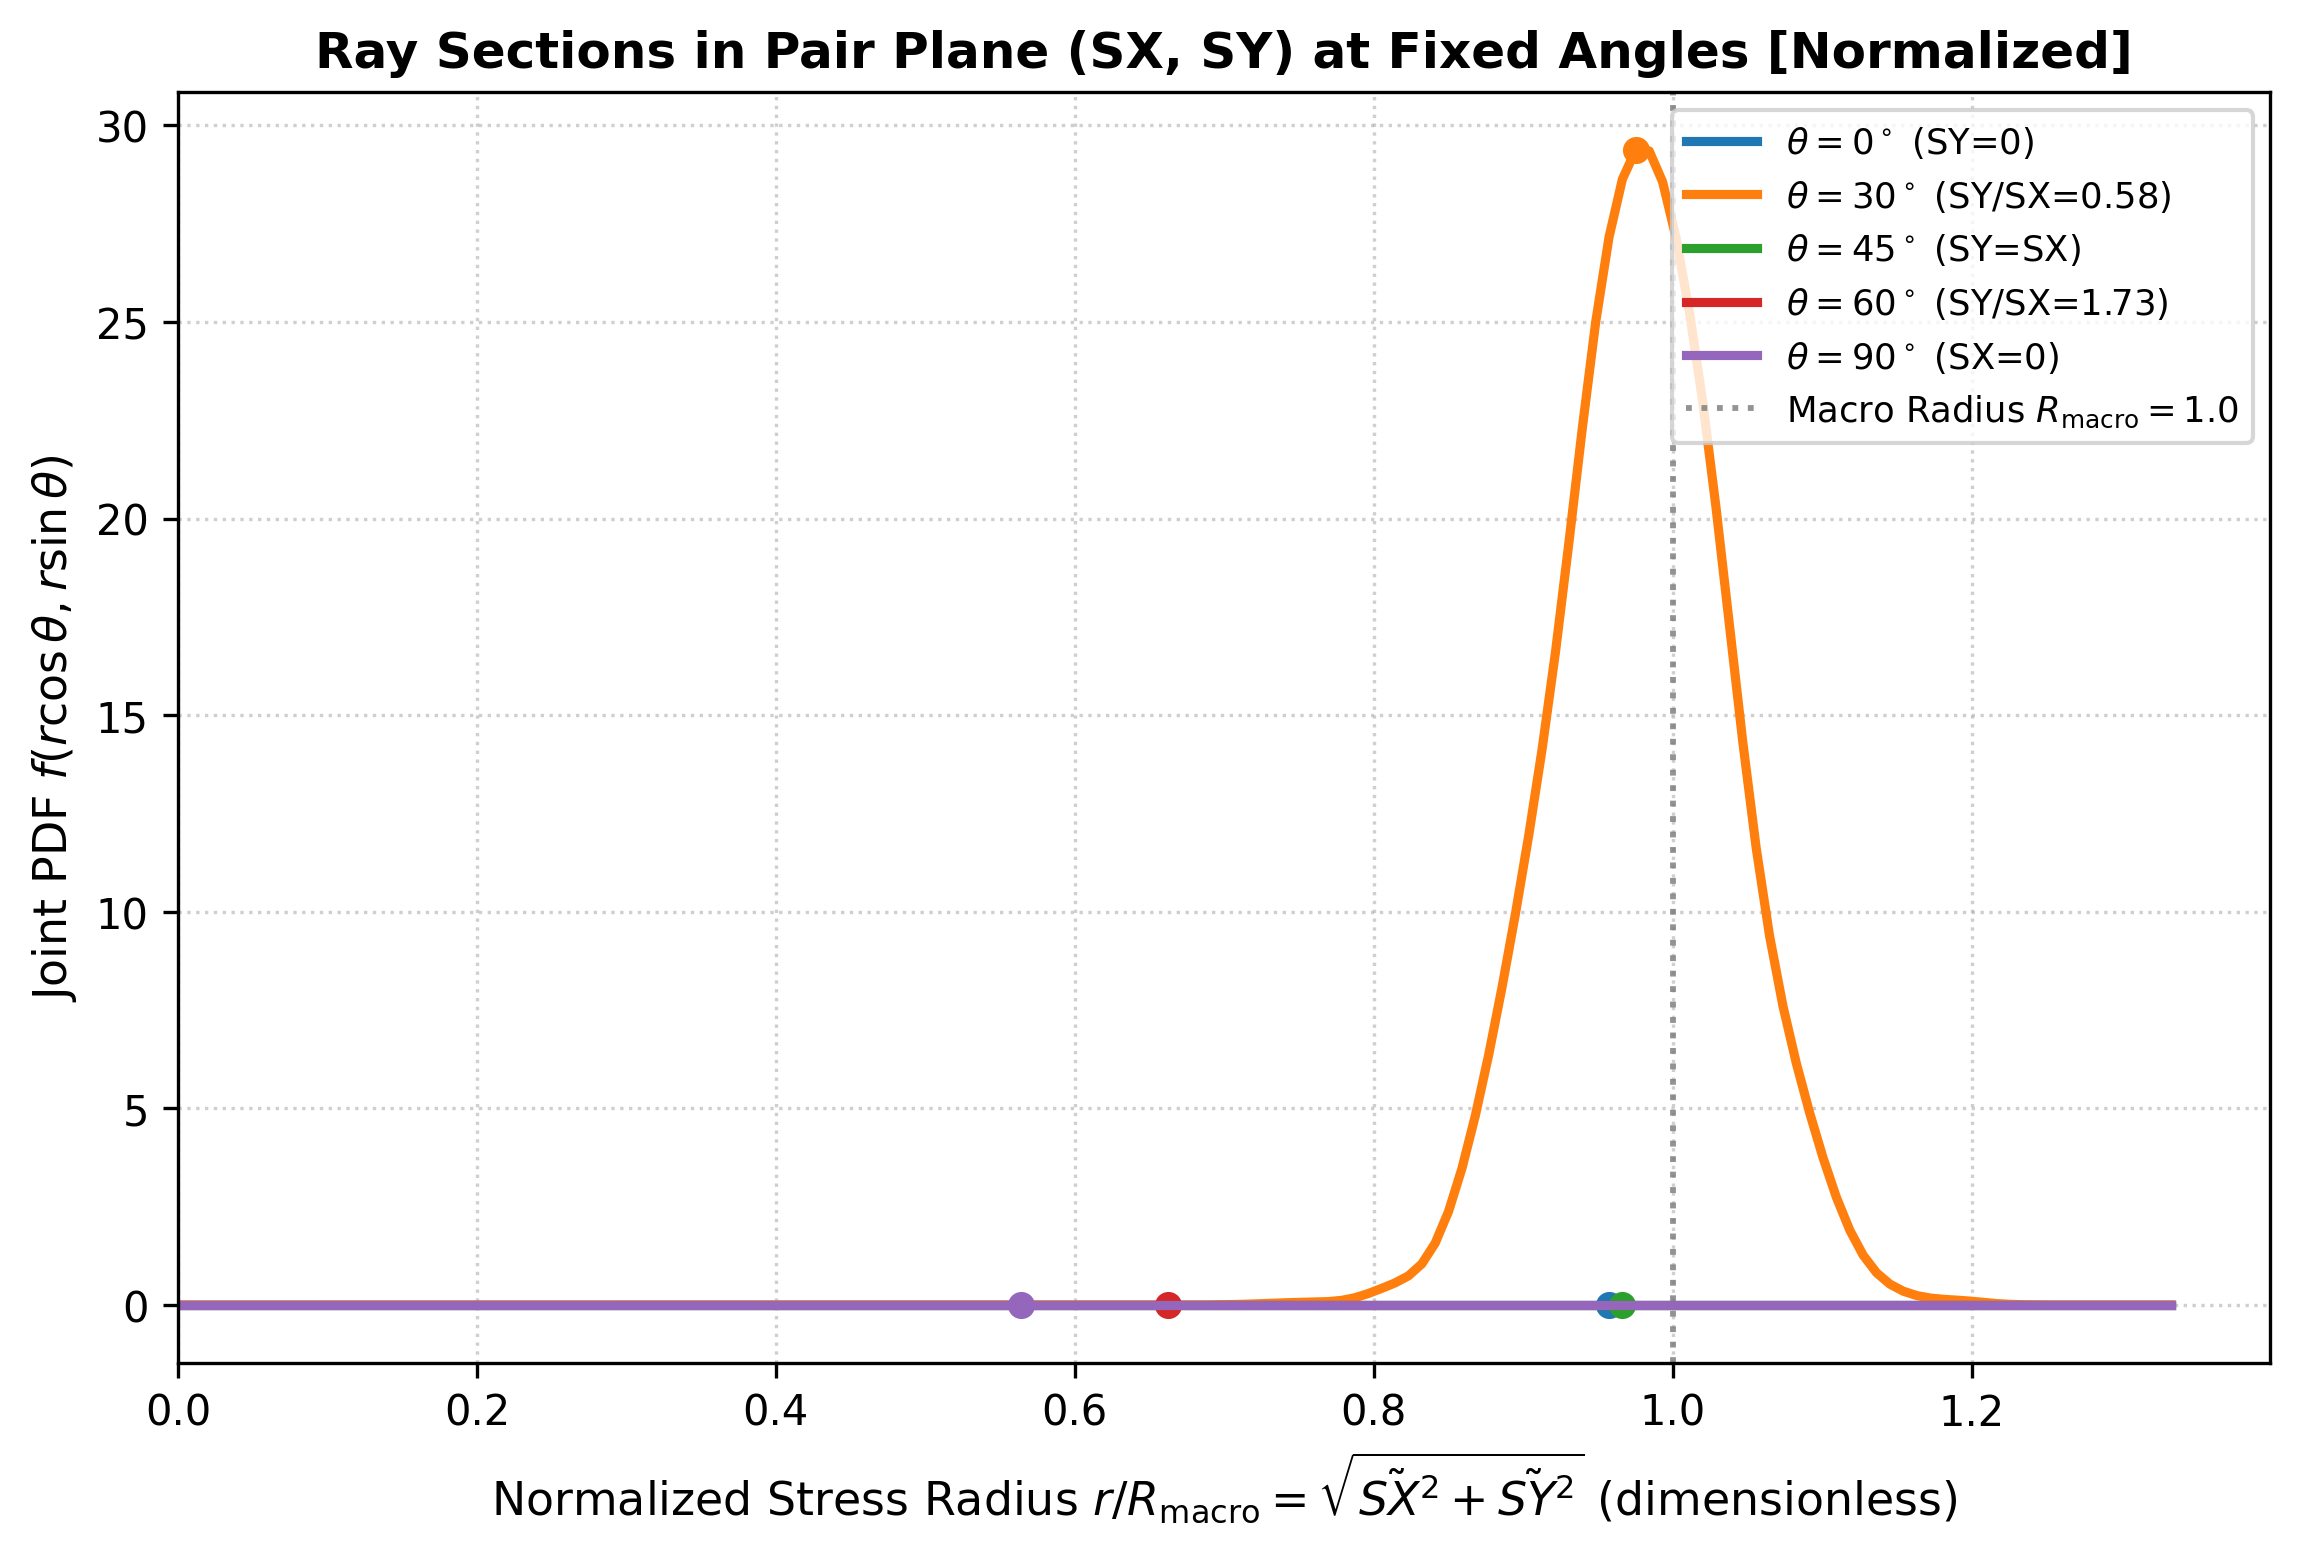 Ray Sections in Pair Plane (SX, SY) at Fixed Angles [Normalized]
Joint PDF f(rcos θ, rsin θ)
30
25
20
15
10
5
0
θ = 0° (SY=0)
θ = 30° (SY/SX=0.58)
θ = 45° (SY=SX)
θ = 60° (SY/SX=1.73)
θ = 90° (SX=0)
Macro Radius R_macro = 1.0
0.0 0.2 0.4 0.6 0.8 1.0 1.2
Normalized Stress Radius r/R_macro = √(SX̃² + SỸ²) (dimensionless)